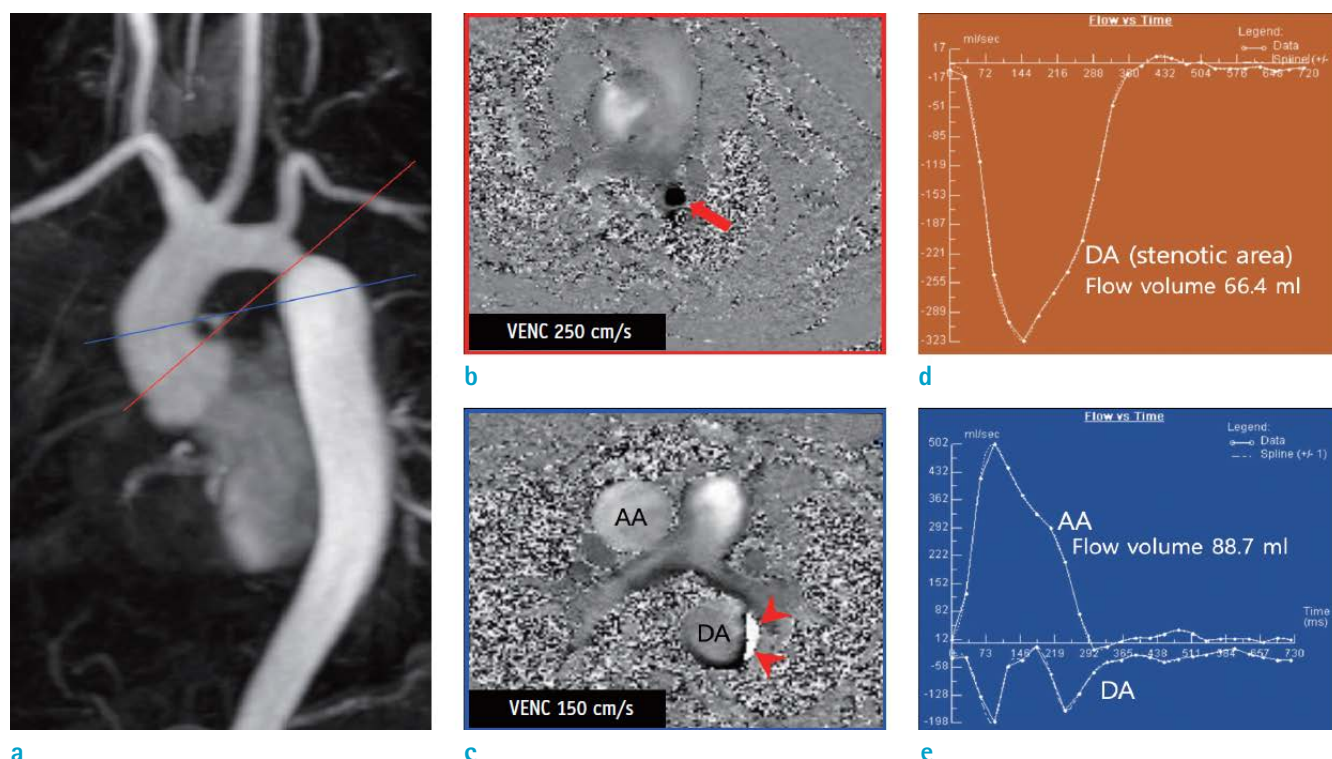 a
VENC 250 cm/s
b
AA
DA
VENC 150 cm/s
c
Flow vs Time
ml/sec
Legend:
Data
Spline (+/-
17
-17
-51
-85
-119
-153
-187
-221
-255
-289
-323
72 144 216 288 360 432 504 576 648 720
DA (stenotic area)
Flow volume 66.4 ml
d
Flow vs Time
ml/sec
Legend:
Data
Spline (+/- 1)
502
432
362
292
222
152
82
12
-58
-128
-198
AA
Flow volume 88.7 ml
Time
(ms)
73 146 219 292 365 438 511 584 657 730
DA
e